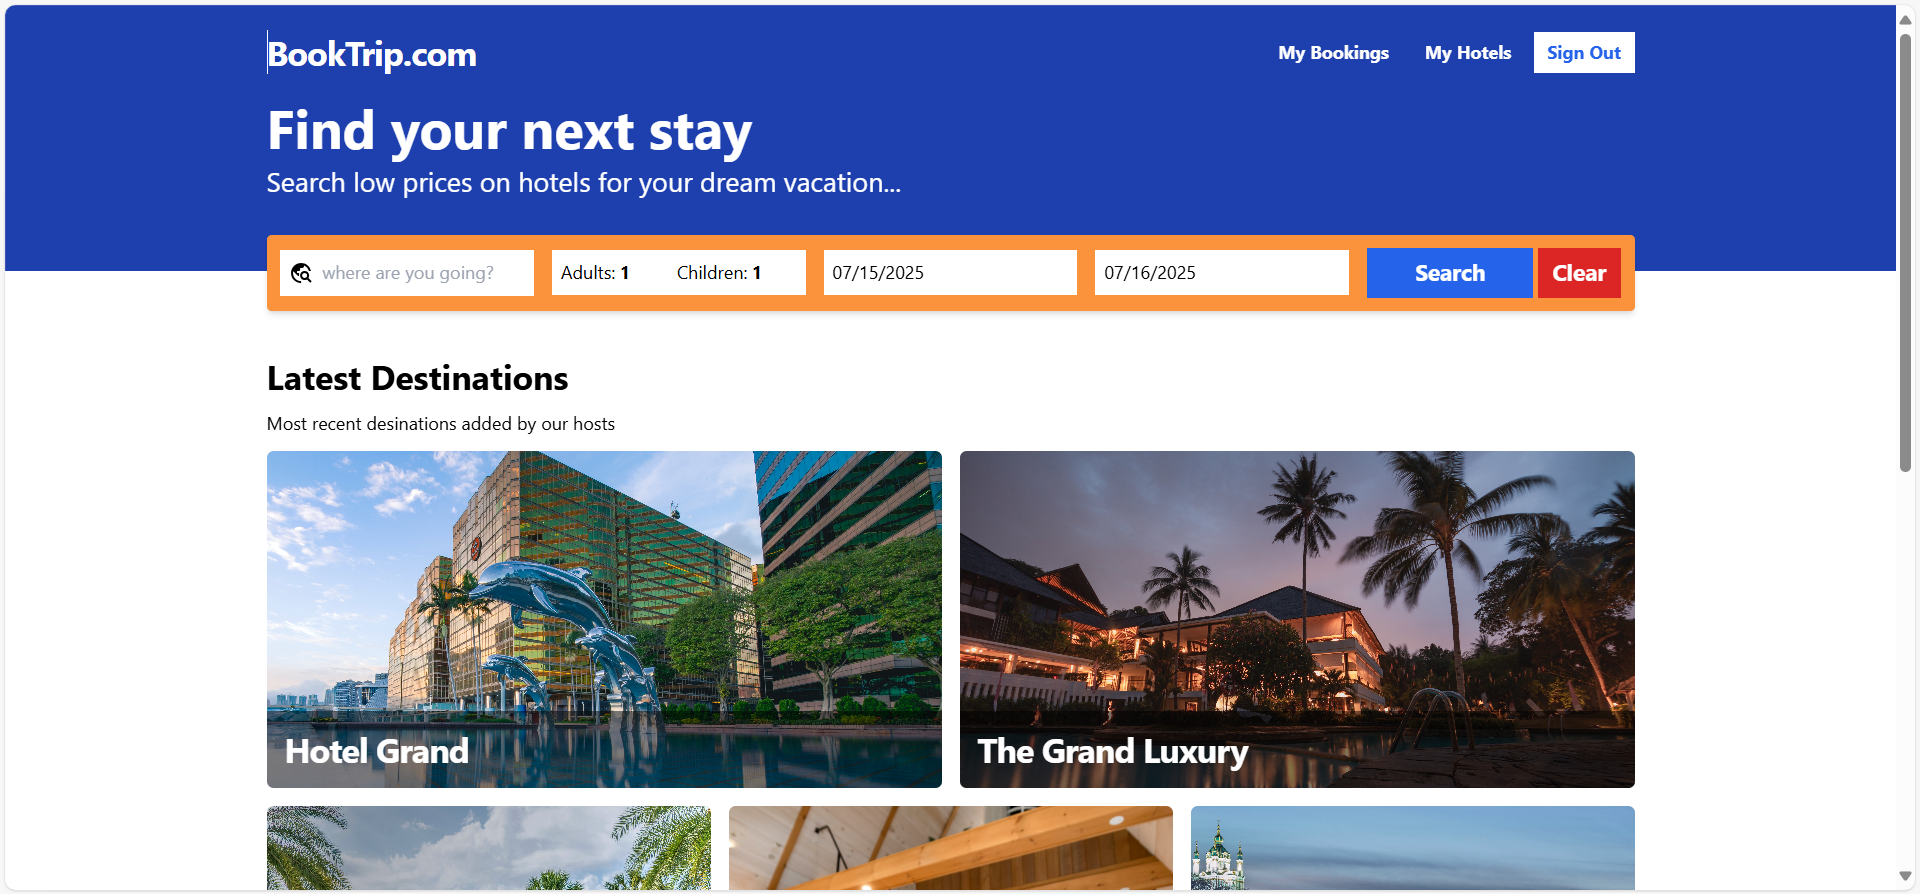 BookTrip.com
My Bookings
My Hotels
Sign Out
Find your next stay
Search low prices on hotels for your dream vacation...
where are you going?
Adults: 1
Children: 1
07/15/2025
07/16/2025
Search
Clear
Latest Destinations
Most recent desinations added by our hosts
Hotel Grand
The Grand Luxury